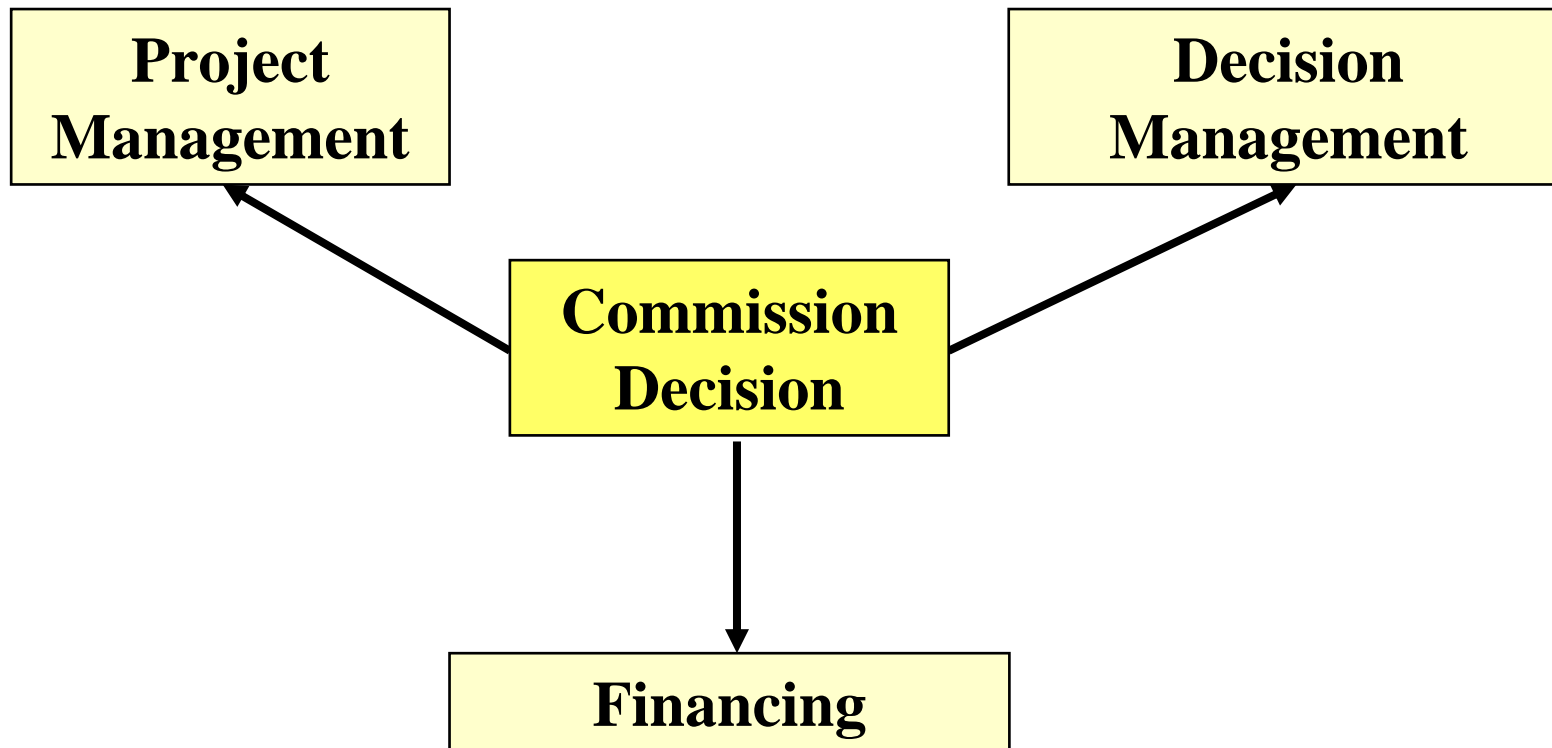 Project
Management
Decision
Management
Commission
Decision
Financing